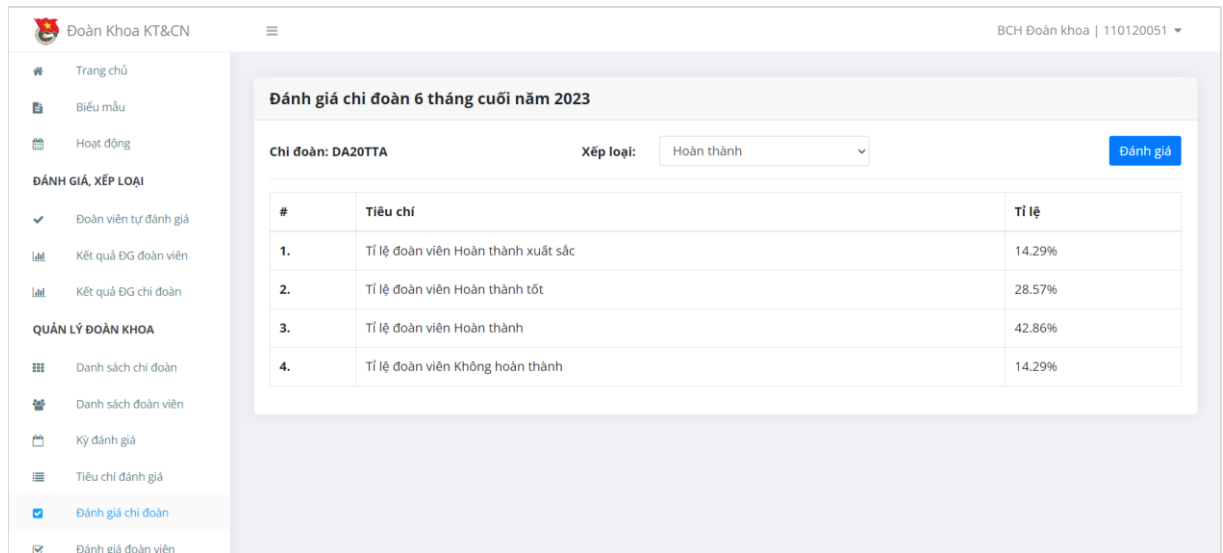 Đoàn Khoa KT&CN
BCH Đoàn khoa | 110120051
Trang chủ
Biểu mẫu
Hoạt động
ĐÁNH GIÁ, XẾP LOẠI
Đoàn viên tự đánh giá
Kết quả ĐG đoàn viên
Kết quả ĐG chi đoàn
QUẢN LÝ ĐOÀN KHOA
Danh sách chi đoàn
Danh sách đoàn viên
Kỳ đánh giá
Tiêu chí đánh giá
Đánh giá chi đoàn
Đánh giá đoàn viên
Đánh giá chi đoàn 6 tháng cuối năm 2023
Chi đoàn: DA20TTA Xếp loại: Hoàn thành Đánh giá
# Tiêu chí Tỉ lệ
1. Tỉ lệ đoàn viên Hoàn thành xuất sắc 14.29%
2. Tỉ lệ đoàn viên Hoàn thành tốt 28.57%
3. Tỉ lệ đoàn viên Hoàn thành 42.86%
4. Tỉ lệ đoàn viên Không hoàn thành 14.29%